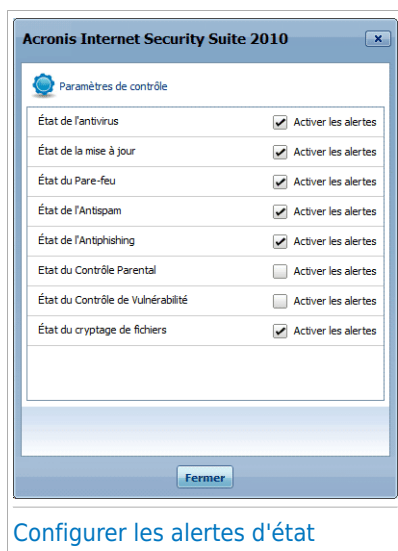 Acronis Internet Security Suite 2010
Paramètres de contrôle
État de l'antivirus Activer les alertes
État de la mise à jour Activer les alertes
État du Pare-feu Activer les alertes
État de l'Antispam Activer les alertes
État de l'Antiphishing Activer les alertes
Etat du Contrôle Parental Activer les alertes
État du Contrôle de Vulnérabilité Activer les alertes
État du cryptage de fichiers Activer les alertes
Fermer
Configurer les alertes d'état